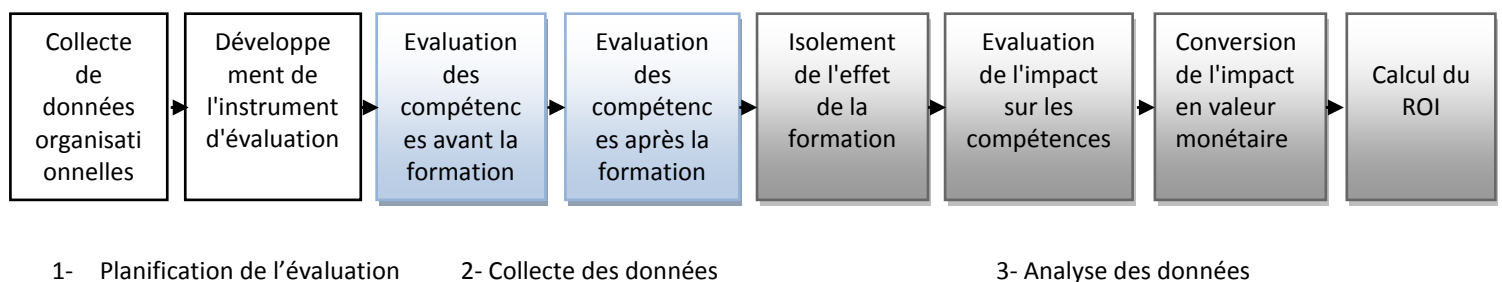 Collecte
de
données
organisati
onnelles
Développe
ment de
l'instrument
d'évaluation
Evaluation
des
compétenc
es avant la
formation
Evaluation
des
compétenc
es après la
formation
Isolement
de l'effet
de la
formation
Evaluation
de l'impact
sur les
compétences
Conversion
de l'impact
en valeur
monétaire
Calcul du
ROI
1- Planification de l’évaluation 2- Collecte des données 3- Analyse des données